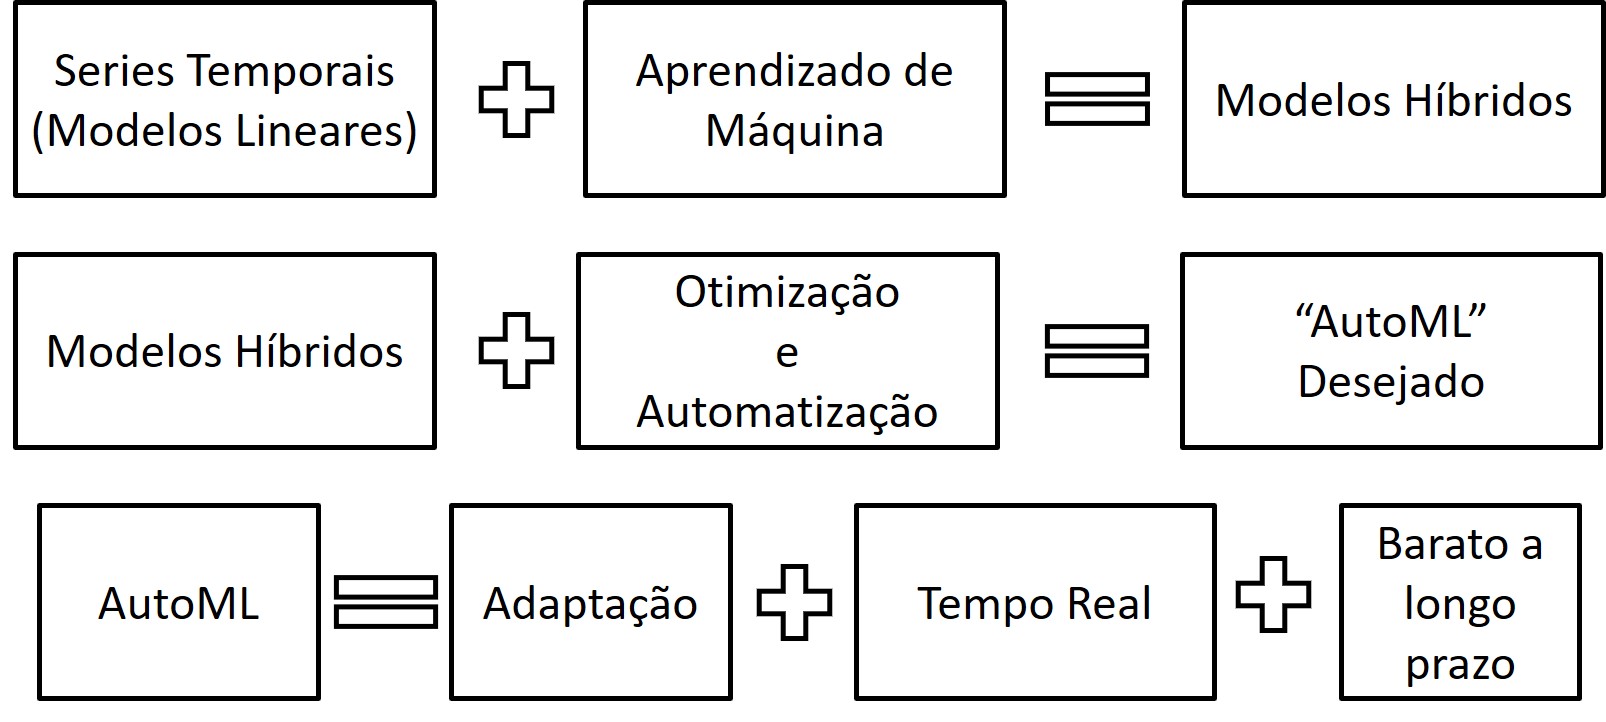 Series Temporais
(Modelos Lineares)
Aprendizado de
Máquina
Modelos Híbridos
Modelos Híbridos
Otimização
e
Automatização
“AutoML”
Desejado
AutoML
Adaptação
Tempo Real
Barato a
longo
prazo